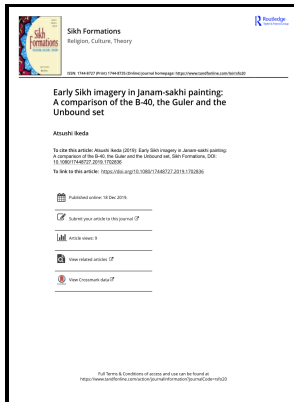 Routledge
Taylor & Francis Group
Sikh Formations
Religion, Culture, Theory
ISSN: 1744-8727 (Print) 1744-8735 (Online) Journal homepage: https://www.tandfonline.com/loi/rsfo20
Early Sikh imagery in Janam-sakhi painting:
A comparison of the B-40, the Guler and the
Unbound set
Atsushi Ikeda
To cite this article: Atsushi Ikeda (2019): Early Sikh imagery in Janam-sakhi painting:
A comparison of the B-40, the Guler and the Unbound set, Sikh Formations, DOI:
10.1080/17448727.2019.1702836
To link to this article: https://doi.org/10.1080/17448727.2019.1702836
Published online: 18 Dec 2019.
Submit your article to this journal
Article views: 9
View related articles
View Crossmark data
Full Terms & Conditions of access and use can be found at
https://www.tandfonline.com/action/journalInformation?journalCode=rsfo20